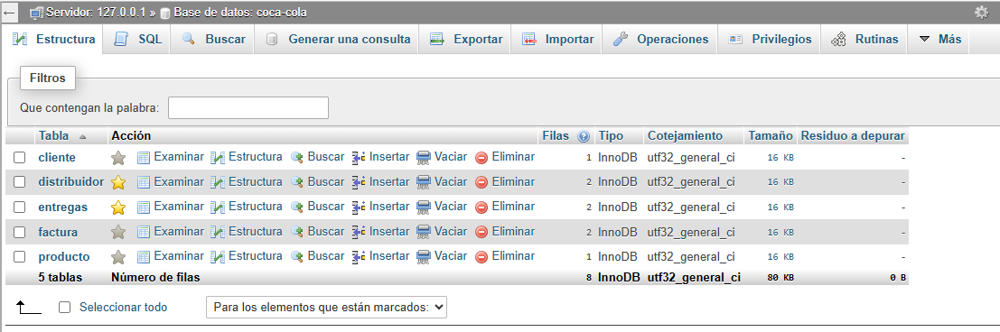 Servidor: 127.0.0.1 » Base de datos: coca-cola
Estructura SQL Buscar Generar una consulta Exportar Importar Operaciones Privilegios Rutinas Más
Filtros
Que contengan la palabra:
Tabla Acción Filas Tipo Cotejamiento Tamaño Residuo a depurar
cliente Examinar Estructura Buscar Insertar Vaciar Eliminar 1 InnoDB utf32_general_ci 16 KB -
distribuidor Examinar Estructura Buscar Insertar Vaciar Eliminar 2 InnoDB utf32_general_ci 16 KB -
entregas Examinar Estructura Buscar Insertar Vaciar Eliminar 2 InnoDB utf32_general_ci 16 KB -
factura Examinar Estructura Buscar Insertar Vaciar Eliminar 2 InnoDB utf32_general_ci 16 KB -
producto Examinar Estructura Buscar Insertar Vaciar Eliminar 1 InnoDB utf32_general_ci 16 KB -
5 tablas Número de filas 8 InnoDB utf32_general_ci 80 KB 0 B
Seleccionar todo Para los elementos que están marcados: